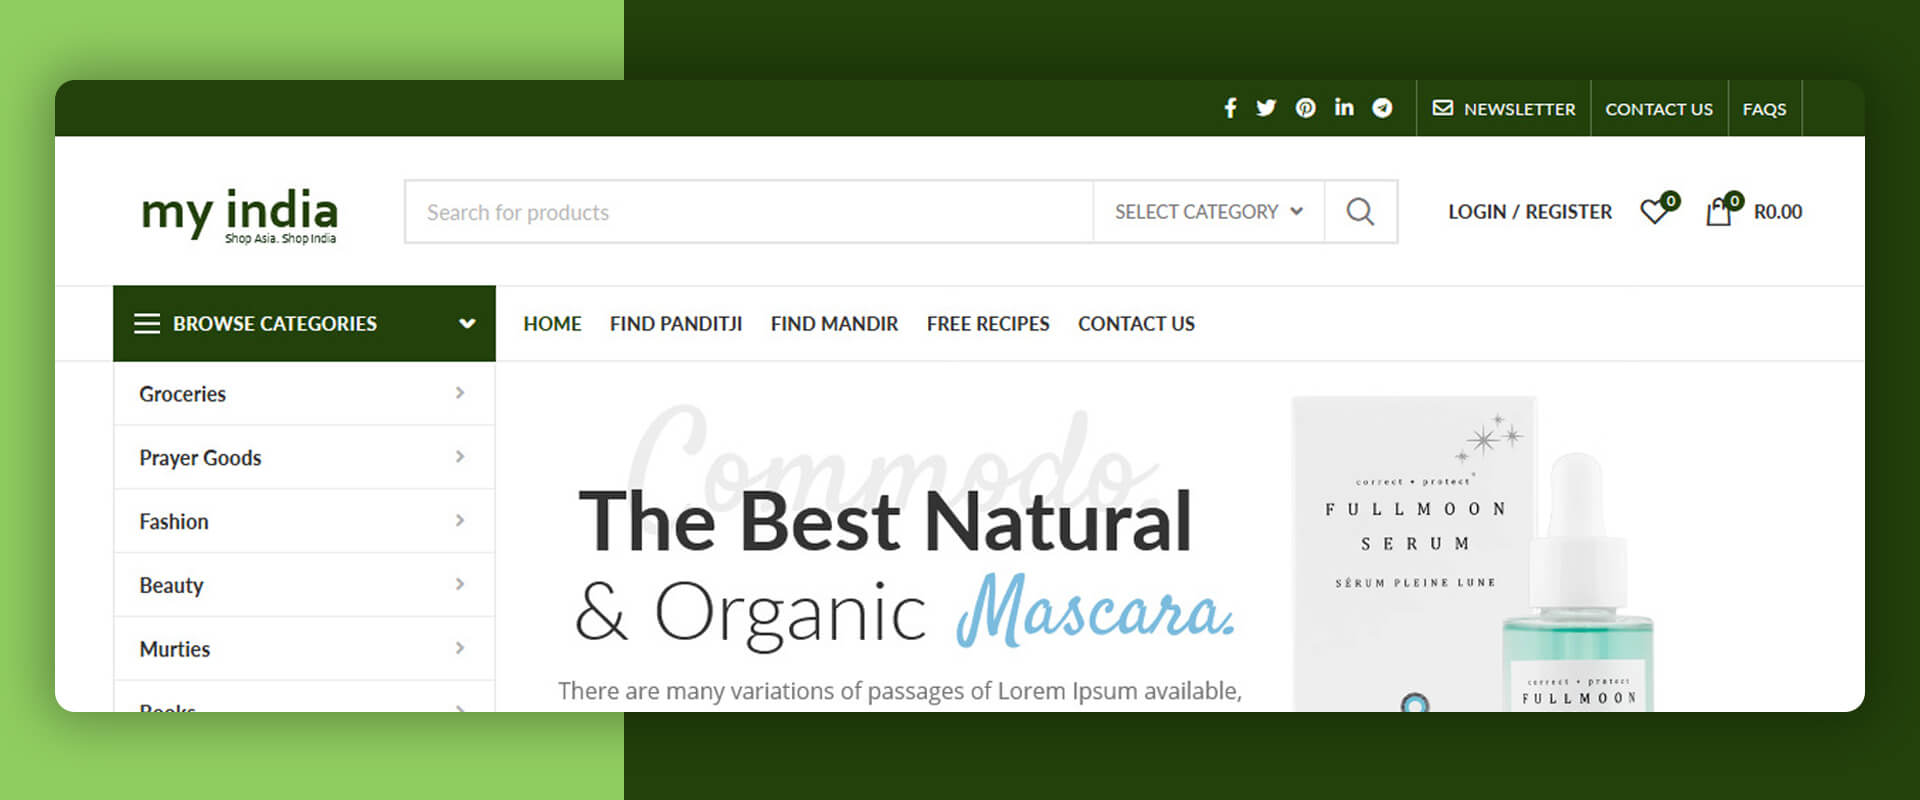 NEWSLETTER
CONTACT US
FAQS
my india
Shop Asia. Shop India
Search for products
SELECT CATEGORY
LOGIN / REGISTER
0
0
R0.00
BROWSE CATEGORIES
HOME
FIND PANDITJI
FIND MANDIR
FREE RECIPES
CONTACT US
Groceries
Prayer Goods
Fashion
Beauty
Murties
Books
Commodo.
The Best Natural
& Organic Mascara.
There are many variations of passages of Lorem Ipsum available,
correct • protect
FULLMOON
SERUM
SÉRUM PLEINE LUNE
correct • protect
FULLMOON